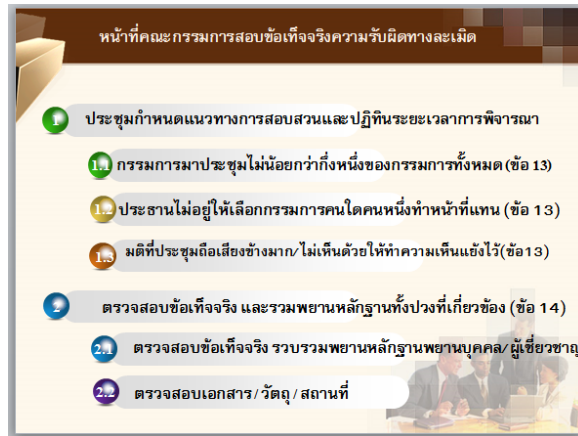 หน้าที่คณะกรรมการสอบข้อเท็จจริงความรับผิดทางละเมิด
1 ประชุมกำหนดแนวทางการสอบสวนและปฏิทินระยะเวลาการพิจารณา
1.1 กรรมการมาประชุมไม่น้อยกว่ากึ่งหนึ่งของกรรมการทั้งหมด (ข้อ 13)
1.2 ประธานไม่อยู่ให้เลือกกรรมการคนใดคนหนึ่งทำหน้าที่แทน (ข้อ 13)
1.3 มติที่ประชุมถือเสียงข้างมาก/ไม่เห็นด้วยให้ทำความเห็นแย้งไว้(ข้อ13)
2 ตรวจสอบข้อเท็จจริง และรวมพยานหลักฐานทั้งปวงที่เกี่ยวข้อง (ข้อ 14)
2.1 ตรวจสอบข้อเท็จจริง รวบรวมพยานหลักฐานพยานบุคคล/ผู้เชี่ยวชาญ
2.2 ตรวจสอบเอกสาร/วัตถุ/สถานที่